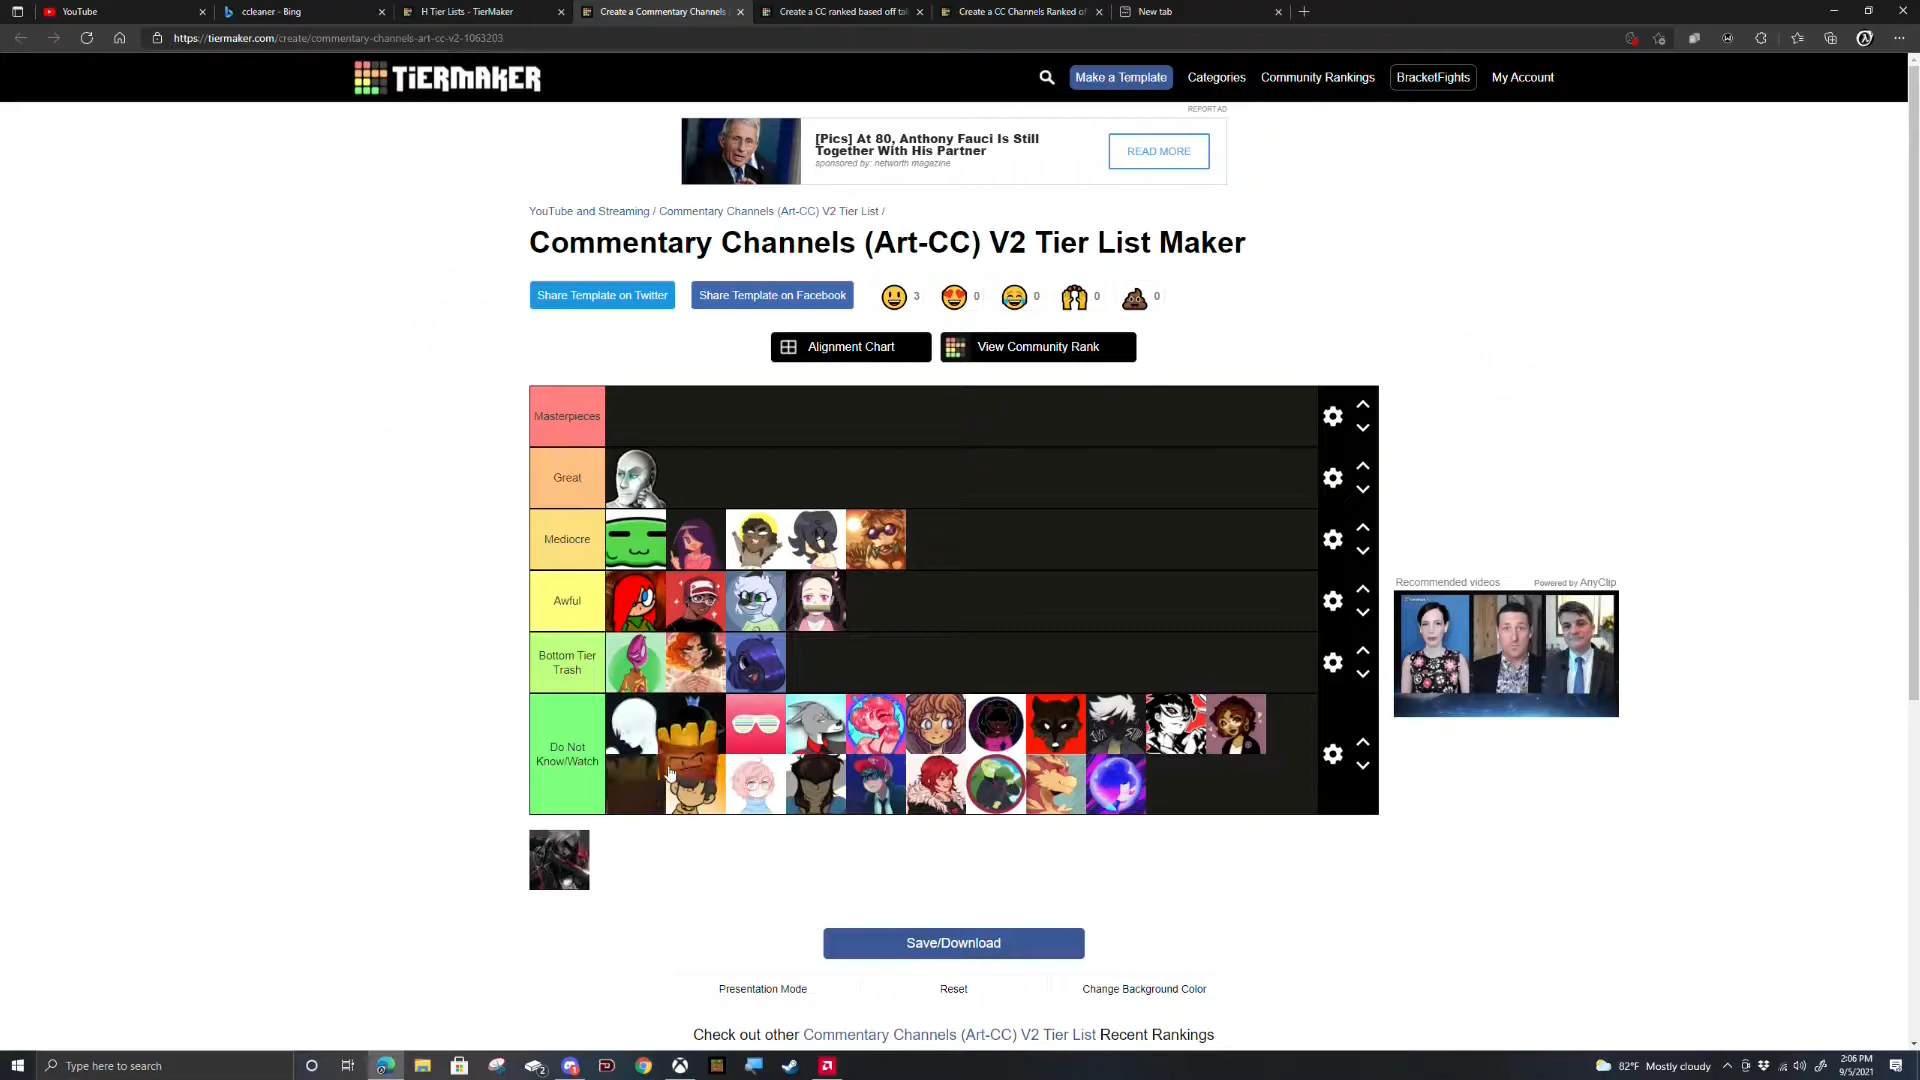 YouTube
ccleaner - Bing
H Tier Lists - TierMaker
Create a Commentary Channels
Create a CC ranked based off tal
Create a CC Channels Ranked of
New tab
https://tiermaker.com/create/commentary-channels-art-cc-v2-1063203
TiERMAKER
Make a Template
Categories
Community Rankings
BracketFights
My Account
REPORT AD
[Pics] At 80, Anthony Fauci Is Still
Together With His Partner
sponsored by: networth magazine
READ MORE
YouTube and Streaming / Commentary Channels (Art-CC) V2 Tier List /
Commentary Channels (Art-CC) V2 Tier List Maker
Share Template on Twitter
Share Template on Facebook
3
0
0
0
0
Alignment Chart
View Community Rank
Masterpieces
Great
Mediocre
Awful
Bottom Tier
Trash
Do Not
Know/Watch
Recommended videos
Powered by AnyClip
Save/Download
Presentation Mode
Reset
Change Background Color
Check out other Commentary Channels (Art-CC) V2 Tier List Recent Rankings
Type here to search
2
82°F Mostly cloudy
2:06 PM
9/5/2021